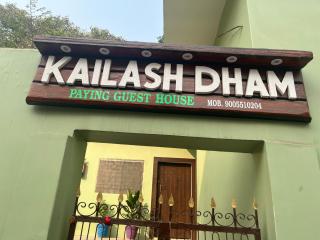 KAILASH DHAM
PAYING GUEST HOUSE MOB. 9005510204